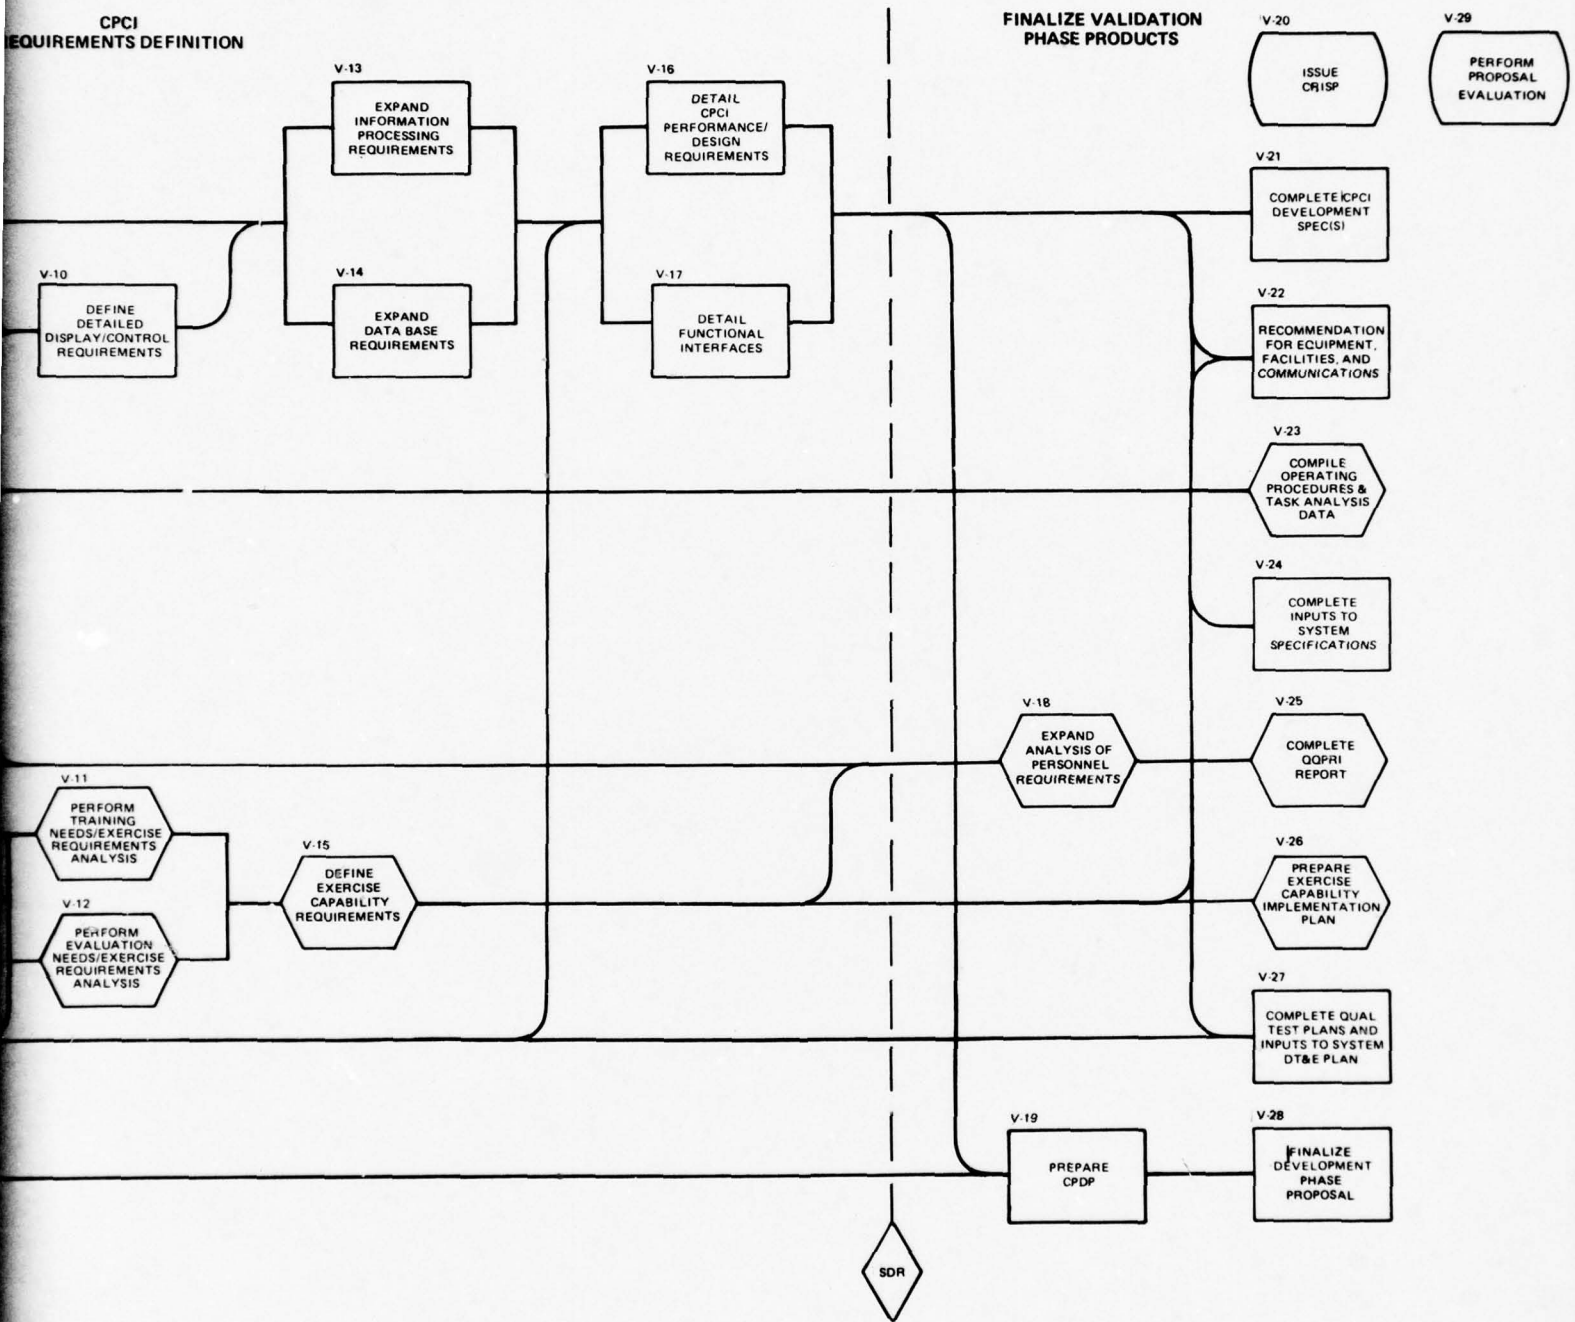 CPCI
EQUIREMENTS DEFINITION
FINALIZE VALIDATION
PHASE PRODUCTS
V-20
ISSUE
CRISP
V-29
PERFORM
PROPOSAL
EVALUATION
V-13
EXPAND
INFORMATION
PROCESSING
REQUIREMENTS
V-16
DETAIL
CPCI
PERFORMANCE/
DESIGN
REQUIREMENTS
V-21
COMPLETE CPCI
DEVELOPMENT
SPEC(S)
V-10
DEFINE
DETAILED
DISPLAY/CONTROL
REQUIREMENTS
V-14
EXPAND
DATA BASE
REQUIREMENTS
V-17
DETAIL
FUNCTIONAL
INTERFACES
V-22
RECOMMENDATION
FOR EQUIPMENT,
FACILITIES, AND
COMMUNICATIONS
V-23
COMPILE
OPERATING
PROCEDURES &
TASK ANALYSIS
DATA
V-24
COMPLETE
INPUTS TO
SYSTEM
SPECIFICATIONS
V-18
EXPAND
ANALYSIS OF
PERSONNEL
REQUIREMENTS
V-25
COMPLETE
QQPRI
REPORT
V-11
PERFORM
TRAINING
NEEDS/EXERCISE
REQUIREMENTS
ANALYSIS
V-15
DEFINE
EXERCISE
CAPABILITY
REQUIREMENTS
V-26
PREPARE
EXERCISE
CAPABILITY
IMPLEMENTATION
PLAN
V-12
PERFORM
EVALUATION
NEEDS/EXERCISE
REQUIREMENTS
ANALYSIS
V-27
COMPLETE QUAL
TEST PLANS AND
INPUTS TO SYSTEM
DT&E PLAN
V-19
PREPARE
CPDP
V-28
FINALIZE
DEVELOPMENT
PHASE
PROPOSAL
SDR